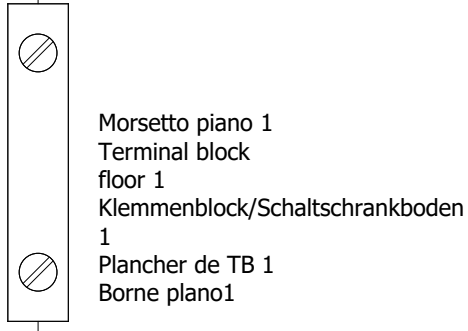 Morsetto piano 1
Terminal block
floor 1
Klemmenblock/Schaltschrankboden
1
Plancher de TB 1
Borne plano1